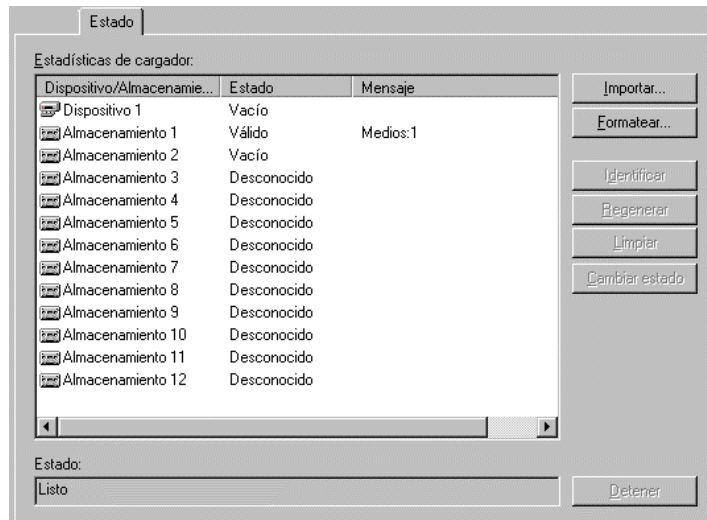 Estado
Estadísticas de cargador:
Dispositivo/Almacenamie... Estado Mensaje
Dispositivo 1 Vacío
Almacenamiento 1 Válido Medios:1
Almacenamiento 2 Vacío
Almacenamiento 3 Desconocido
Almacenamiento 4 Desconocido
Almacenamiento 5 Desconocido
Almacenamiento 6 Desconocido
Almacenamiento 7 Desconocido
Almacenamiento 8 Desconocido
Almacenamiento 9 Desconocido
Almacenamiento 10 Desconocido
Almacenamiento 11 Desconocido
Almacenamiento 12 Desconocido
Importar...
Formatear...
Identificar
Regenerar
Limpiar
Cambiar estado
Estado:
Listo
Detener